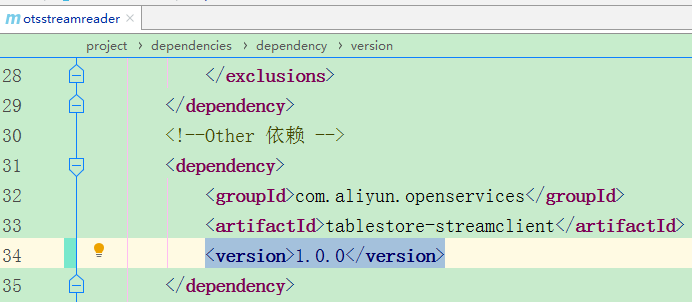 otsstreamreader
project > dependencies > dependency > version
28 </exclusions>
29 </dependency>
30 <!--Other 依赖 -->
31 <dependency>
32 <groupId>com.aliyun.openservices</groupId>
33 <artifactId>tablestore-streamclient</artifactId>
34 <version>1.0.0</version>
35 </dependency>